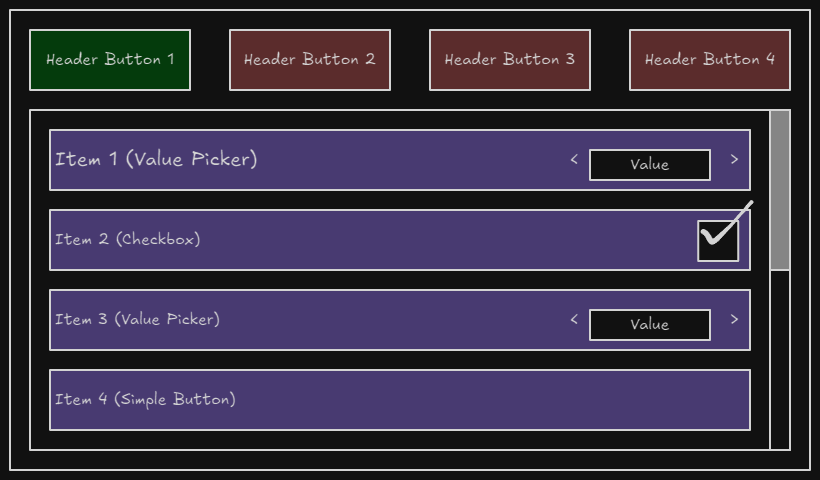 Header Button 1
Header Button 2
Header Button 3
Header Button 4
Item 1 (Value Picker)
< Value >
Item 2 (Checkbox)
Item 3 (Value Picker)
< Value >
Item 4 (Simple Button)